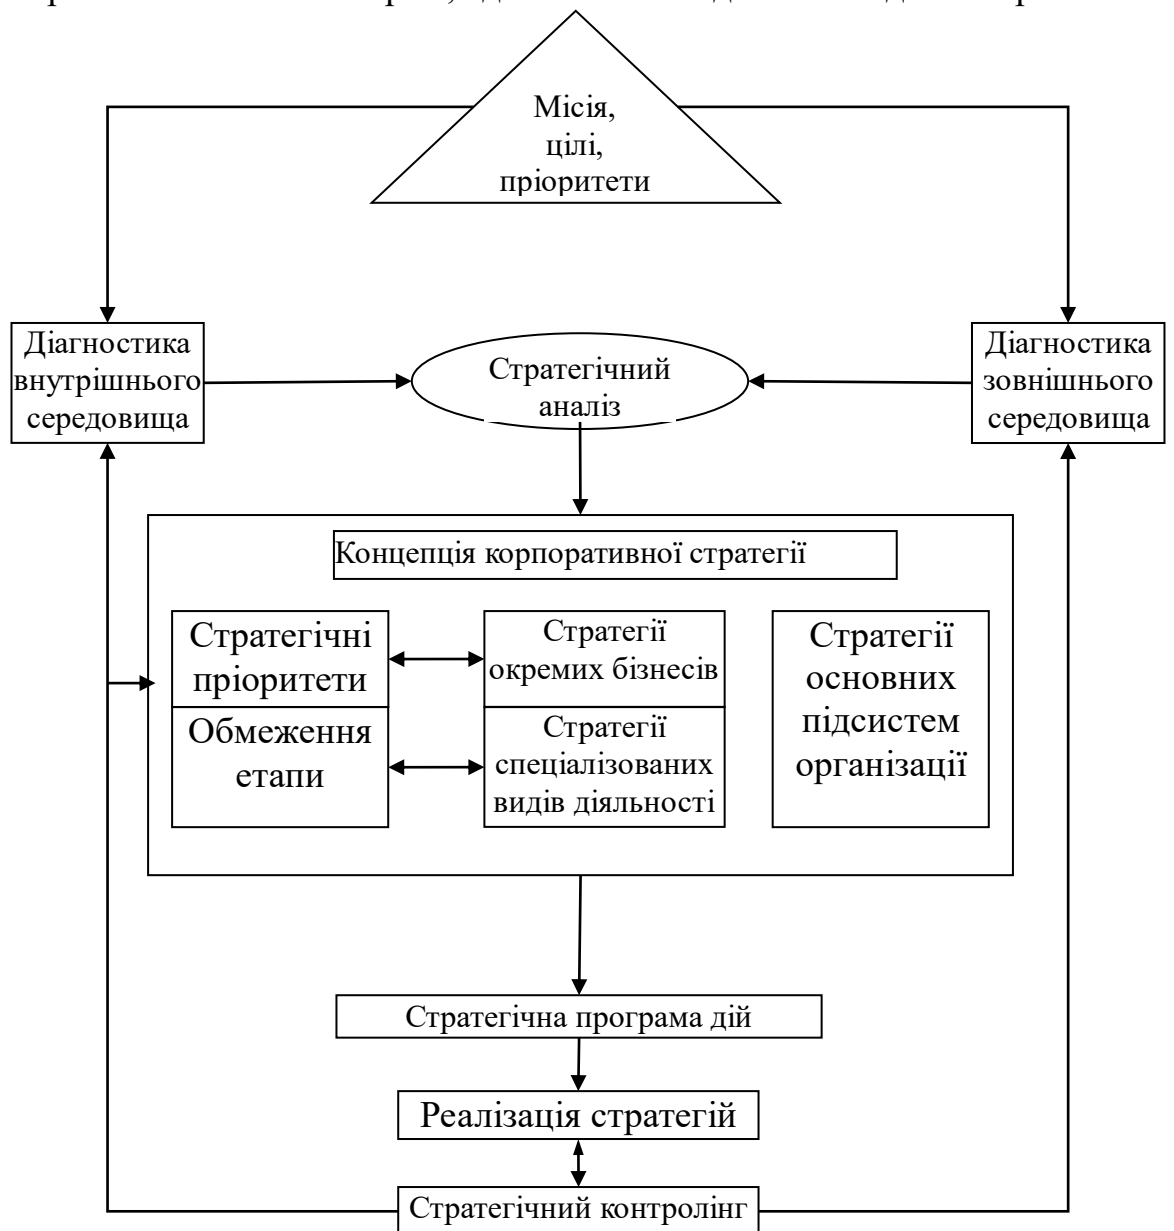 Місія,
цілі,
пріоритети
Діагностика
внутрішнього
середовища
Стратегічний
аналіз
Діагностика
зовнішнього
середовища
Концепція корпоративної стратегії
Стратегічні
пріоритети
Обмеження
етапи
Стратегії
окремих бізнесів
Стратегії
спеціалізованих
видів діяльності
Стратегії
основних
підсистем
організації
Стратегічна програма дій
Реалізація стратегій
Стратегічний контролінг